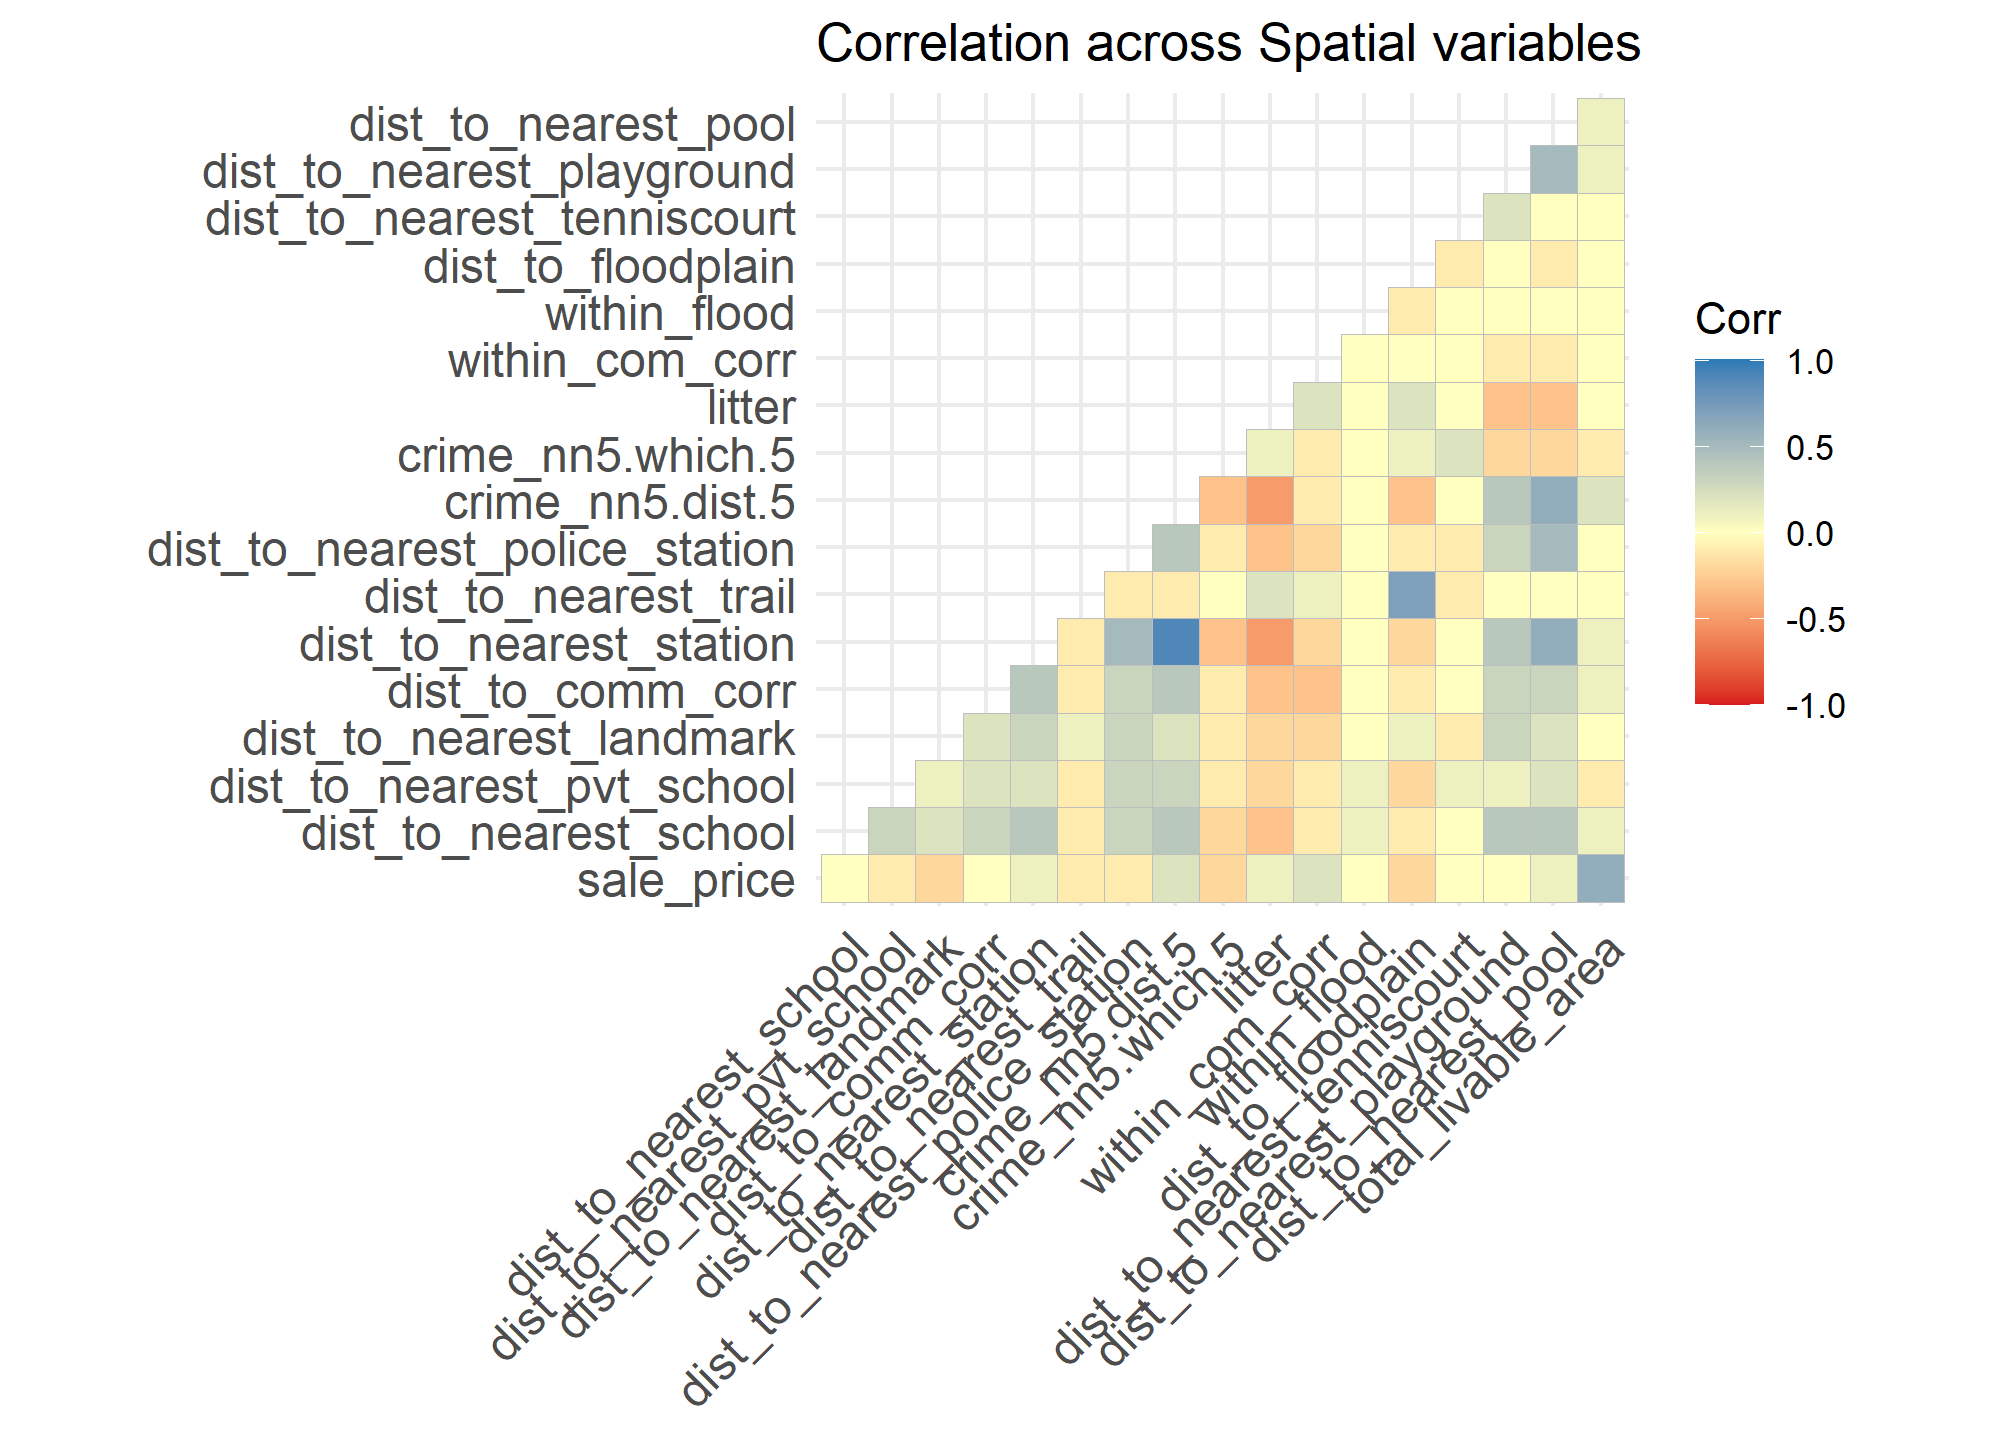 Correlation across Spatial variables
dist_to_nearest_pool
dist_to_nearest_playground
dist_to_nearest_tenniscourt
dist_to_floodplain
within_flood
within_com_corr
litter
crime_nn5.which.5
crime_nn5.dist.5
dist_to_nearest_police_station
dist_to_nearest_trail
dist_to_nearest_station
dist_to_comm_corr
dist_to_nearest_landmark
dist_to_nearest_pvt_school
dist_to_nearest_school
sale_price
Corr
1.0
0.5
0.0
-0.5
-1.0
dist_to_nearest_school
dist_to_nearest_pvt_school
dist_to_nearest_landmark
dist_to_comm_corr
dist_to_nearest_station
dist_to_nearest_trail
dist_to_nearest_police_station
crime_nn5.dist.5
crime_nn5.which.5
litter
within_com_corr
within_flood
dist_to_floodplain
dist_to_nearest_tenniscourt
dist_to_nearest_playground
dist_to_nearest_pool
total_livable_area